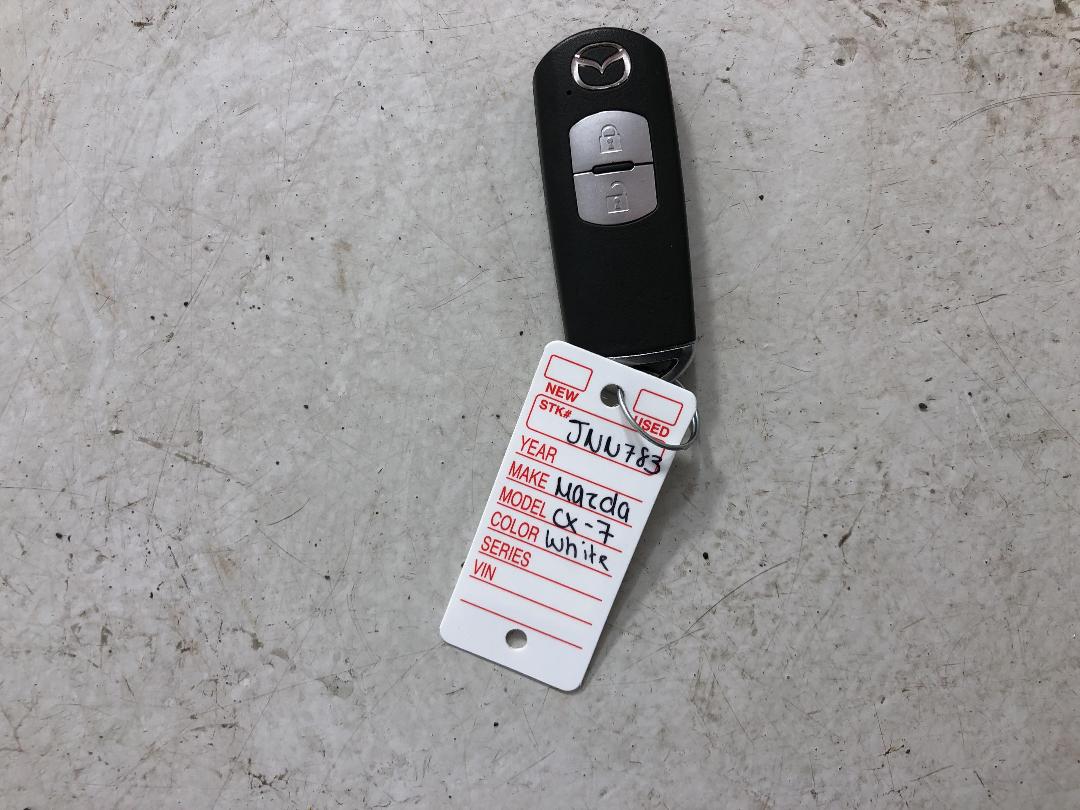 NEW USED
STK# JNN783
YEAR
MAKE Mazda
MODEL CX-7
COLOR White
SERIES
VIN